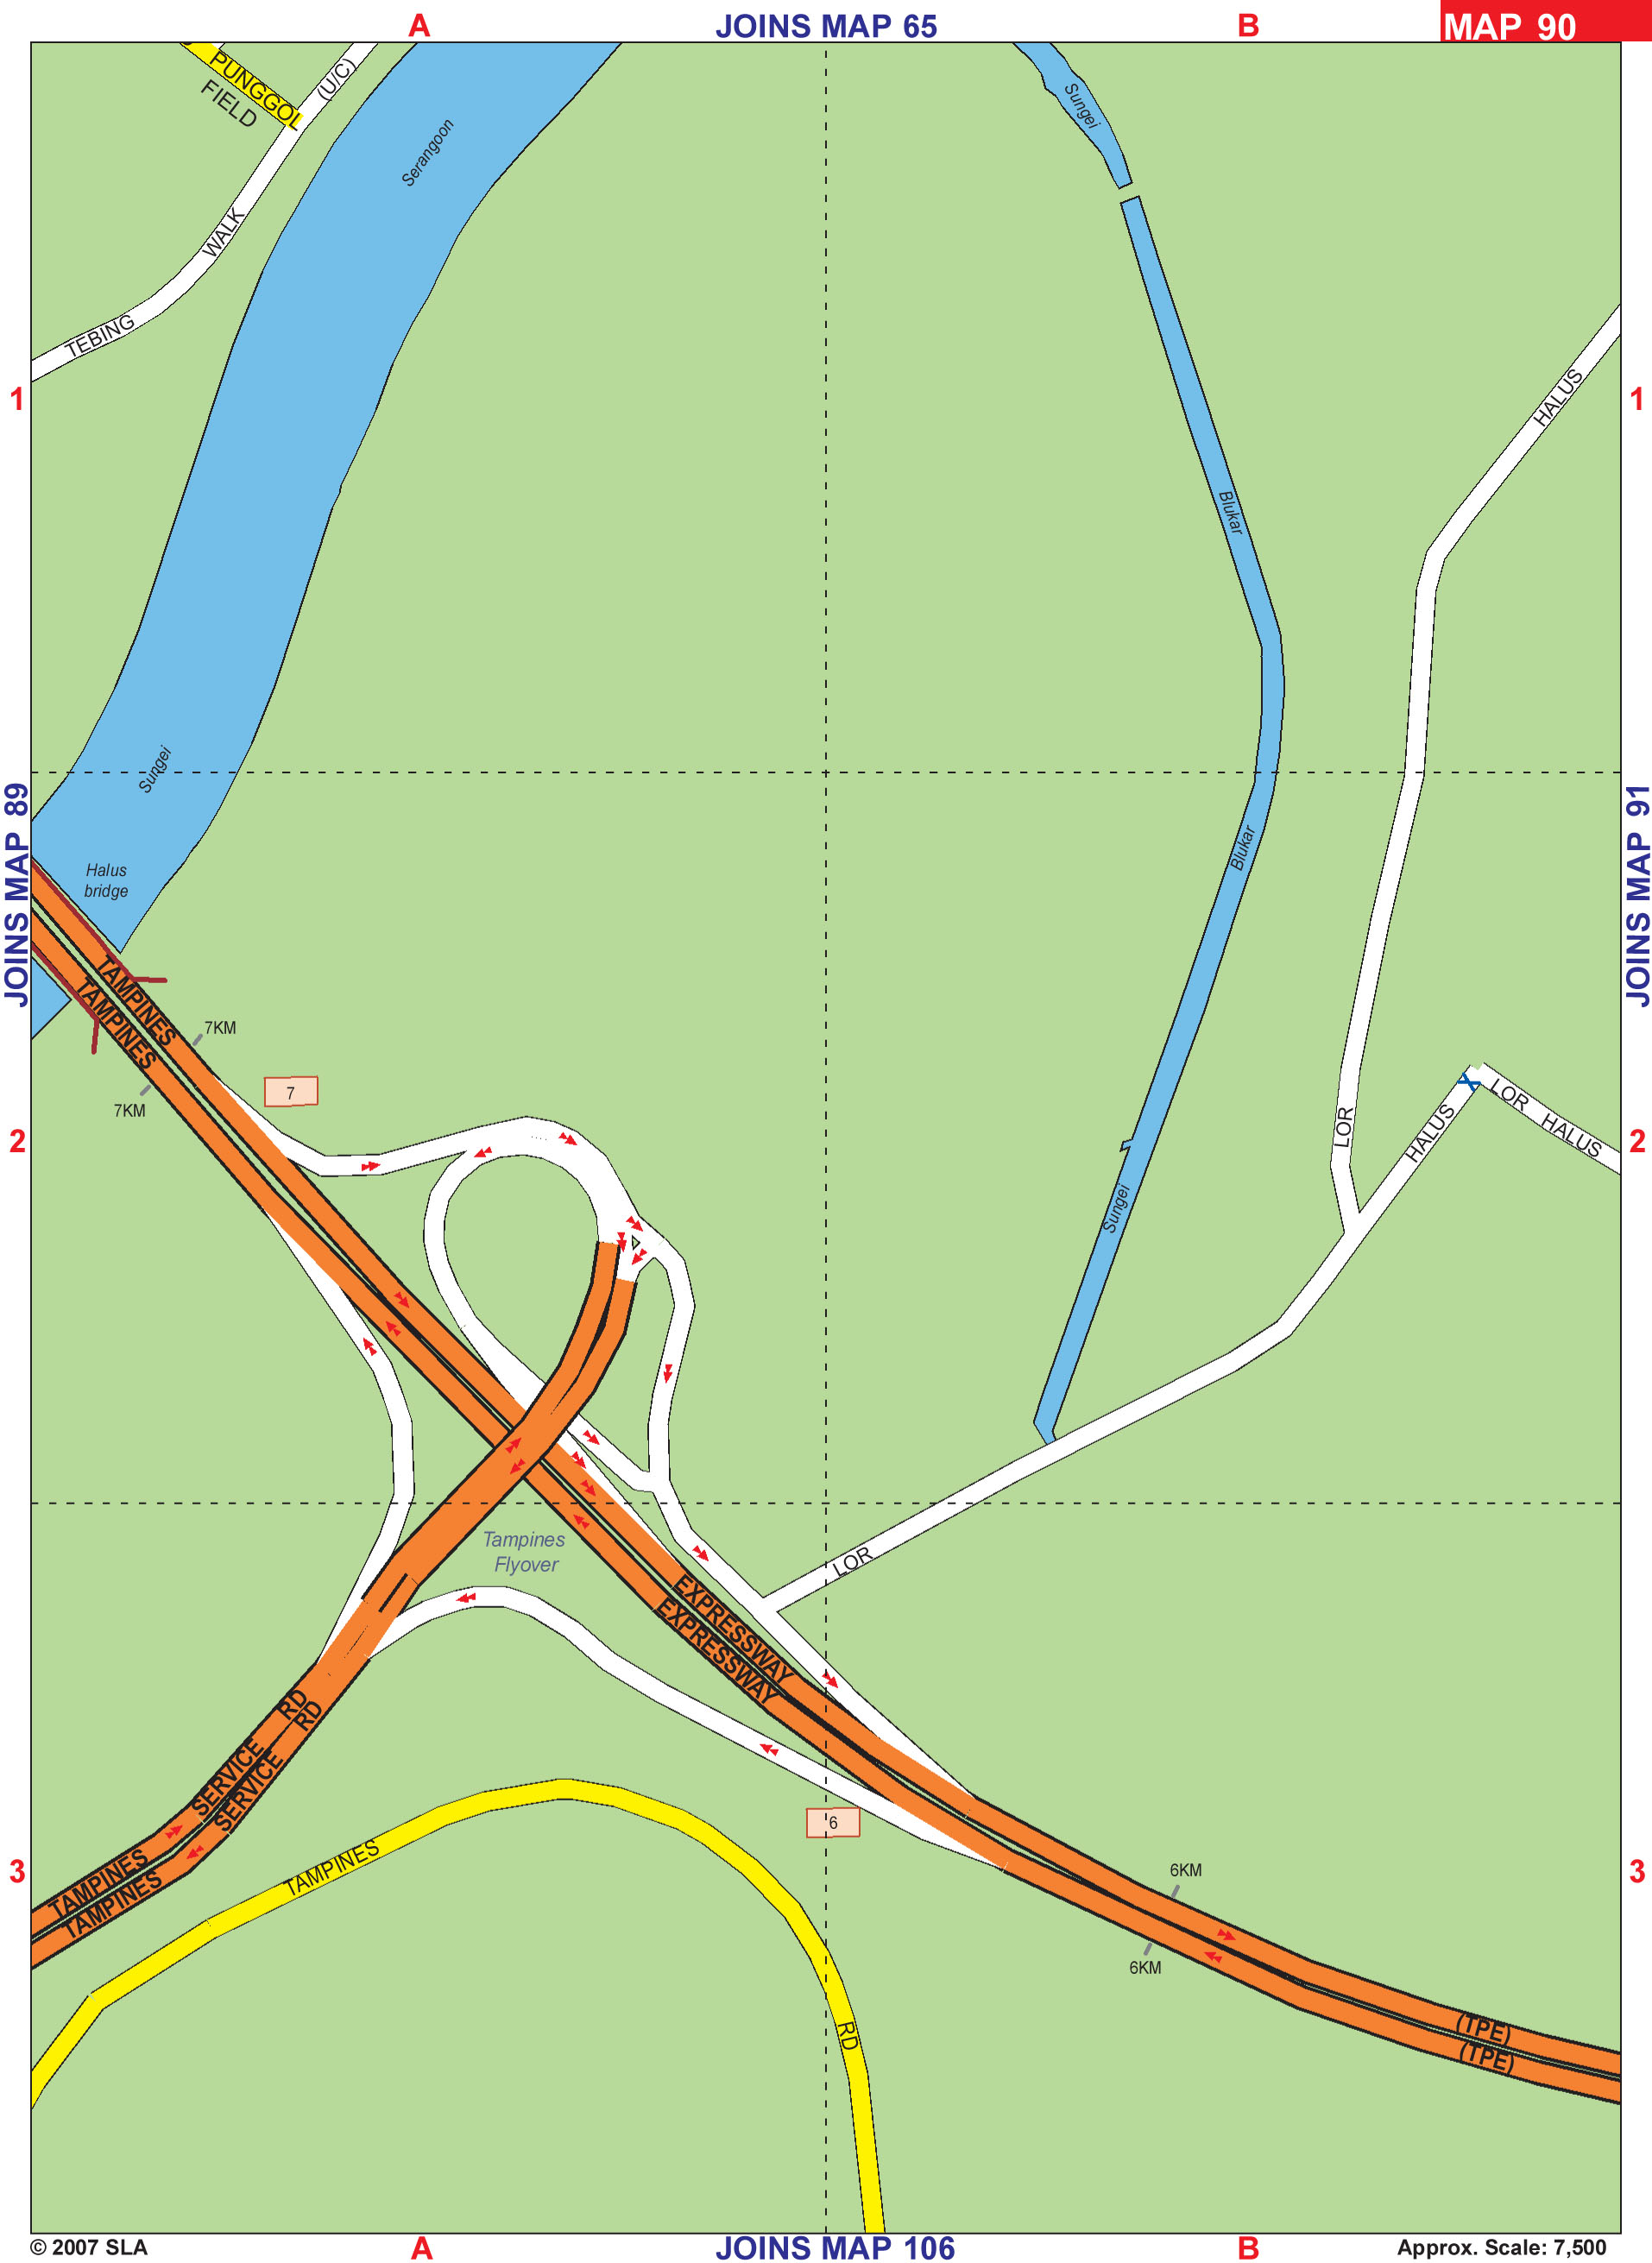 A
JOINS MAP 65
B
MAP 90
PUNGGOL
FIELD
(U/C)
WALK
TEBING
Serangoon
Sungei
Sungei
Blukar
HALUS
1
1
JOINS MAP 89
JOINS MAP 91
Halus
bridge
Blukar
TAMPINES
TAMPINES
7KM
7KM
7
2
2
LOR
HALUS
LOR HALUS
Sungei
Tampines
Flyover
LOR
EXPRESSWAY
EXPRESSWAY
RD
RD
SERVICE
SERVICE
TAMPINES
TAMPINES
TAMPINES
RD
6
6KM
6KM
3
3
(TPE)
(TPE)
© 2007 SLA
A
JOINS MAP 106
B
Approx. Scale: 7,500